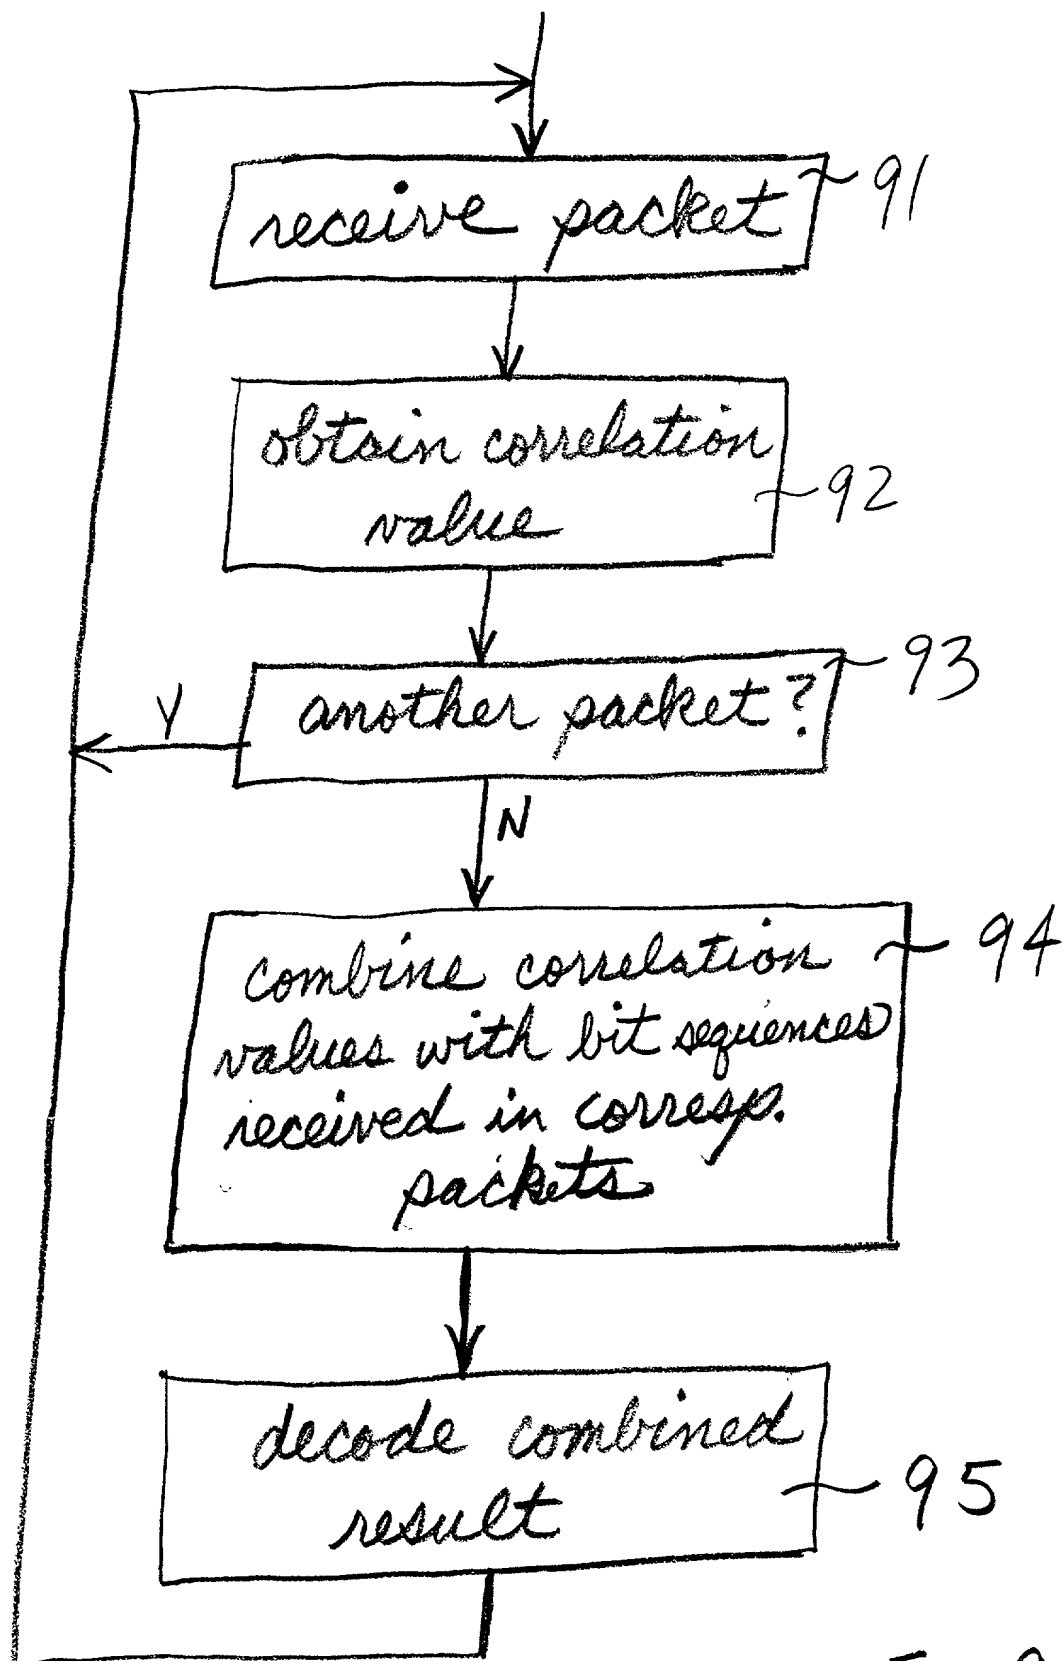 receive packet
91
obtain correlation
value
92
another packet?
93
Y
N
combine correlation
values with bit sequences
received in corresp.
packets
94
decode combined
result
95